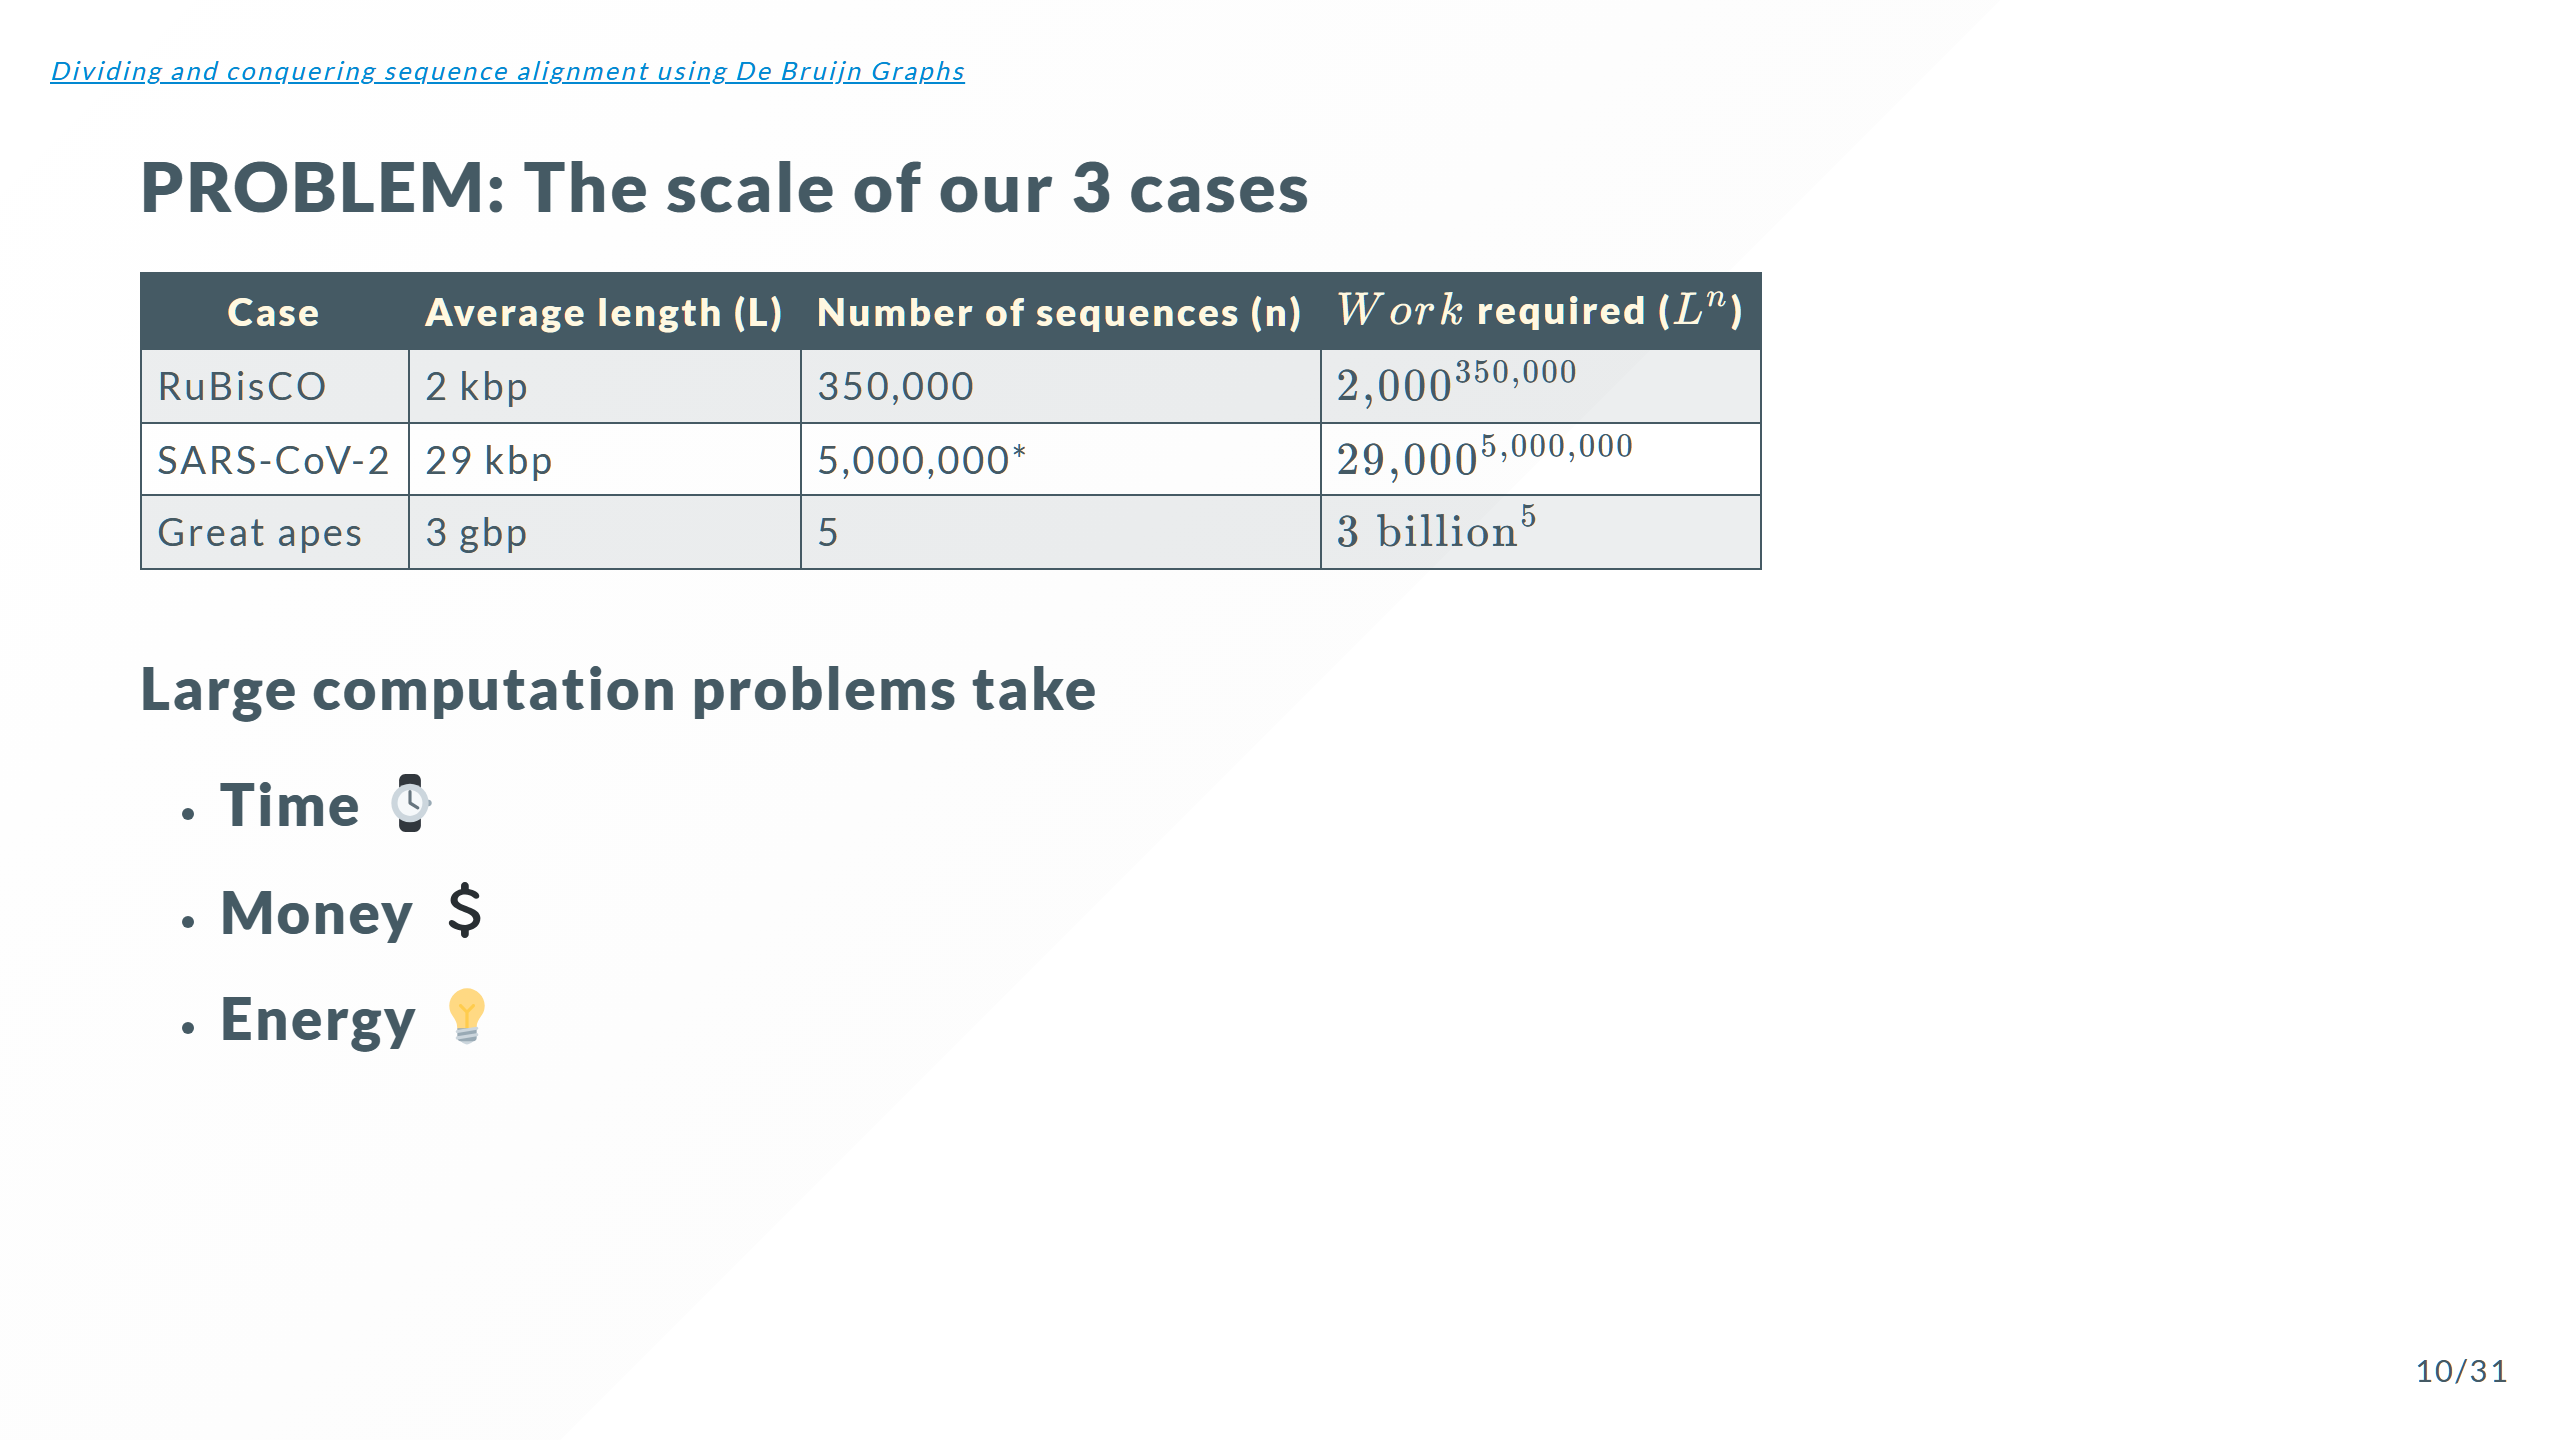 Dividing and conquering sequence alignment using De Bruijn Graphs
PROBLEM: The scale of our 3 cases
Case Average length (L) Number of sequences (n) Work required (Lⁿ)
RuBisCO 2 kbp 350,000 2,000^350,000
SARS-CoV-2 29 kbp 5,000,000* 29,000^5,000,000
Great apes 3 gbp 5 3 billion^5
Large computation problems take
• Time ⌚
• Money $
• Energy 💡
10/31